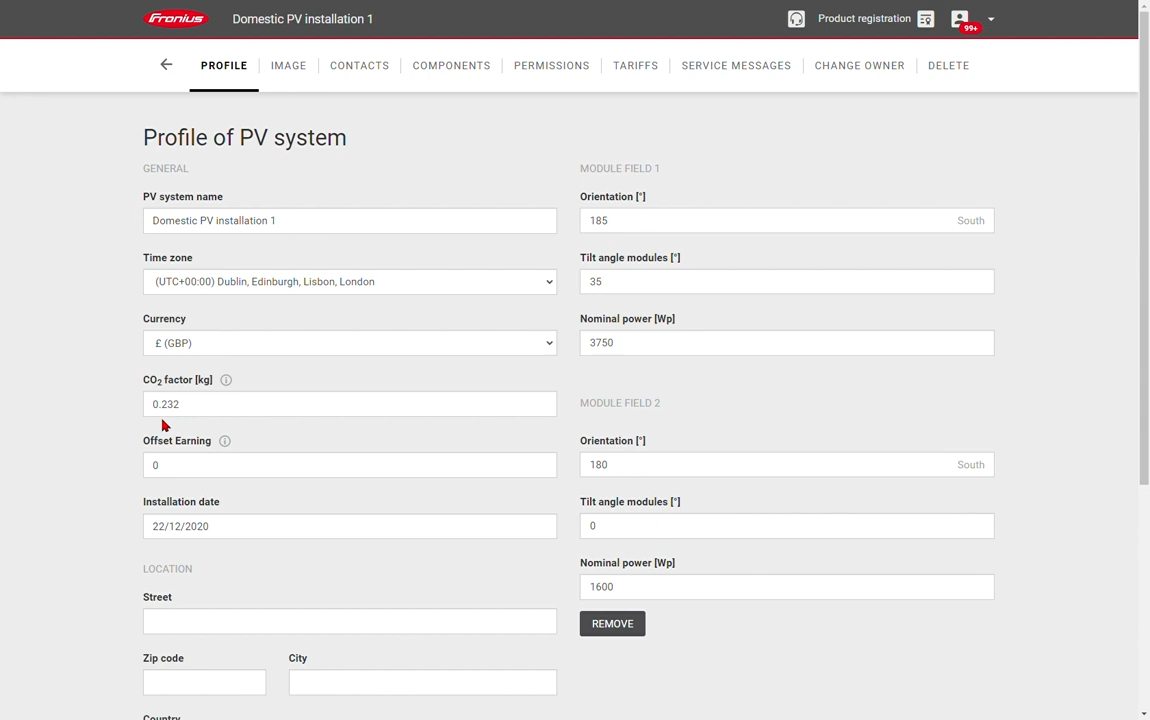 Fronius
Domestic PV installation 1
Product registration
99+
PROFILE
IMAGE
CONTACTS
COMPONENTS
PERMISSIONS
TARIFFS
SERVICE MESSAGES
CHANGE OWNER
DELETE
Profile of PV system
GENERAL
PV system name
Domestic PV installation 1
Time zone
(UTC+00:00) Dublin, Edinburgh, Lisbon, London
Currency
£ (GBP)
CO2 factor [kg]
0.232
Offset Earning
0
Installation date
22/12/2020
LOCATION
Street
Zip code
City
Country
MODULE FIELD 1
Orientation [°]
185 South
Tilt angle modules [°]
35
Nominal power [Wp]
3750
MODULE FIELD 2
Orientation [°]
180 South
Tilt angle modules [°]
0
Nominal power [Wp]
1600
REMOVE